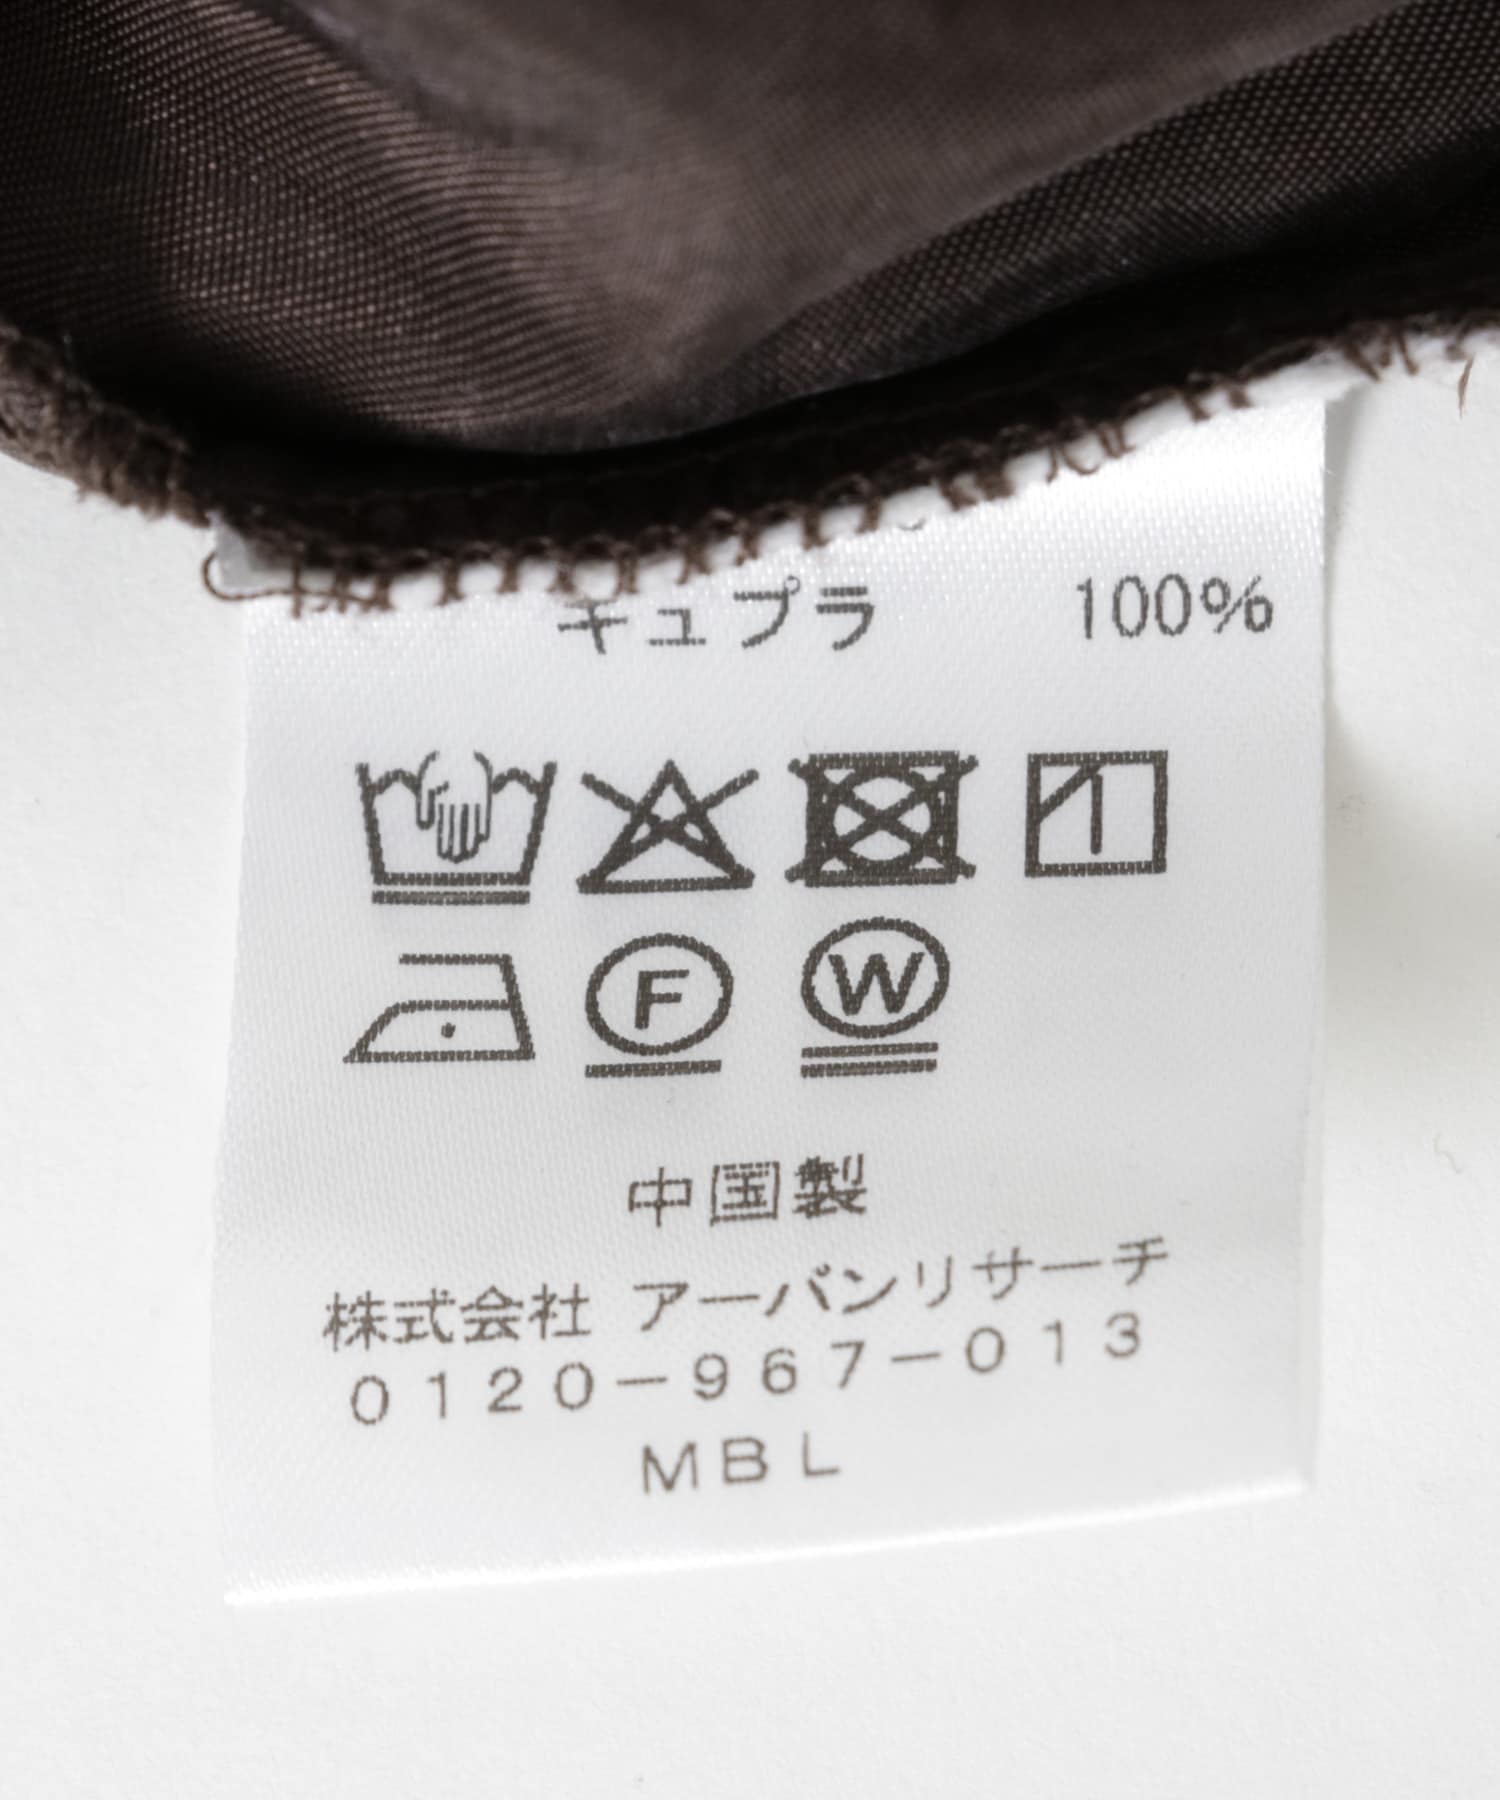 キュプラ 100%
F W
中国製
株式会社 アーバンリサーチ
0120-967-013
MBL